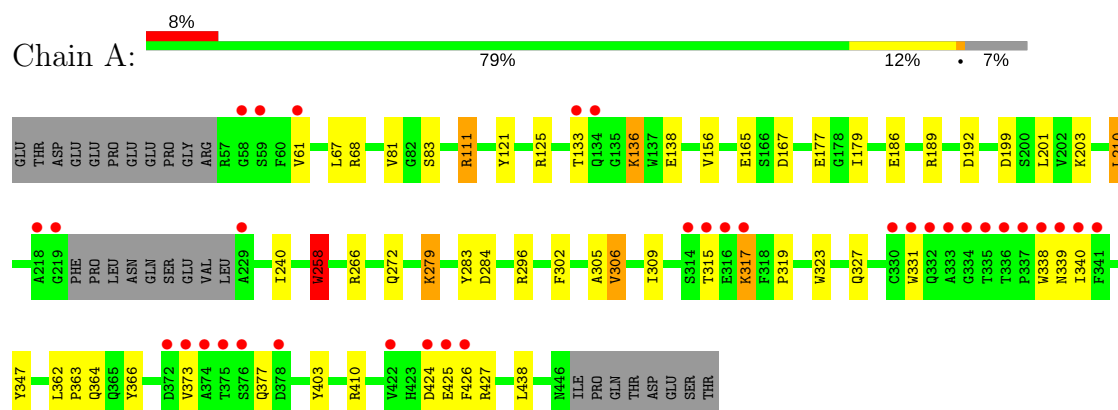 8%
Chain A:
79% 12% • 7%
GLU THR ASP GLU GLU PRO GLU GLU PRO GLY ARG R57 G58 S59 F60 V61 L67 R68 V81 G82 S83 R111 Y121 R125 T133 Q134 G135 K136 W137 E138 V156 E165 S166 D167 E177 G178 I179 E186 R189 D192 D199 S200 L201 V202 K203 L210
A218 G219 PHE PRO LEU ASN GLN SER GLU VAL LEU A229 I240 W258 R266 Q272 K279 Y283 D284 R296 F302 A305 V306 I309 S314 T315 E316 K317 F318 P319 W323 Q327 C330 W331 Q332 A333 G334 T335 T336 P337 W338 N339 I340 F341
Y347 L362 P363 Q364 Q365 Y366 D372 V373 A374 T375 S376 Q377 D378 Y403 R410 V422 H423 D424 E425 F426 R427 L438 N446 ILE PRO GLN THR ASP GLU SER THR